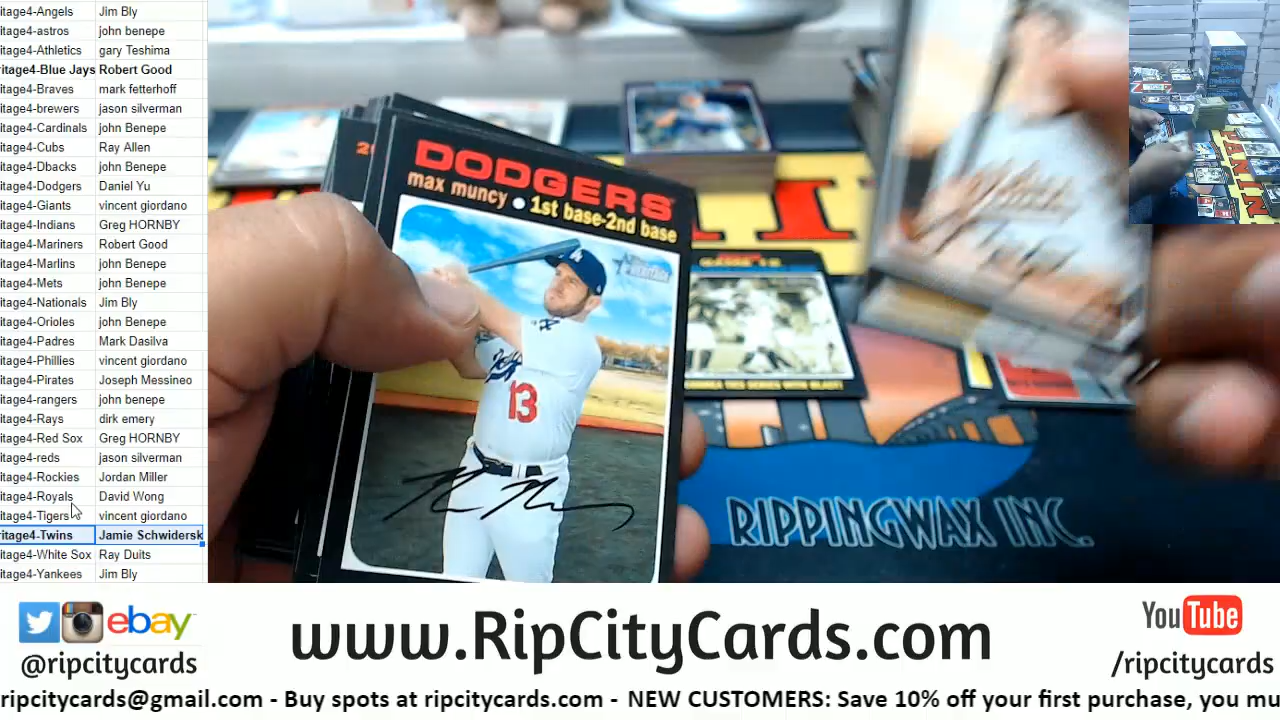 itage4-Angels Jim Bly
itage4-astros john benepe
itage4-Athletics gary Teshima
itage4-Blue Jays Robert Good
itage4-Braves mark fetterhoff
itage4-brewers jason silverman
itage4-Cardinals john Benepe
itage4-Cubs Ray Allen
itage4-Dbacks john Benepe
itage4-Dodgers Daniel Yu
itage4-Giants vincent giordano
itage4-Indians Greg HORNBY
itage4-Mariners Robert Good
itage4-Marlins john Benepe
itage4-Mets john Benepe
itage4-Nationals Jim Bly
itage4-Orioles john Benepe
itage4-Padres Mark Dasilva
itage4-Phillies vincent giordano
itage4-Pirates Joseph Messineo
itage4-rangers john benepe
itage4-Rays dirk emery
itage4-Red Sox Greg HORNBY
itage4-reds jason silverman
itage4-Rockies Jordan Miller
itage4-Royals David Wong
itage4-Tigers vincent giordano
itage4-Twins Jamie Schwidersk
itage4-White Sox Ray Duits
itage4-Yankees Jim Bly
DODGERS
max muncy • 1st base-2nd base
Topps HERITAGE
LA
13
RIPPINGWAX INC.
ebay
@ripcitycards
www.RipCityCards.com
YouTube
/ripcitycards
ripcitycards@gmail.com - Buy spots at ripcitycards.com - NEW CUSTOMERS: Save 10% off your first purchase, you mu